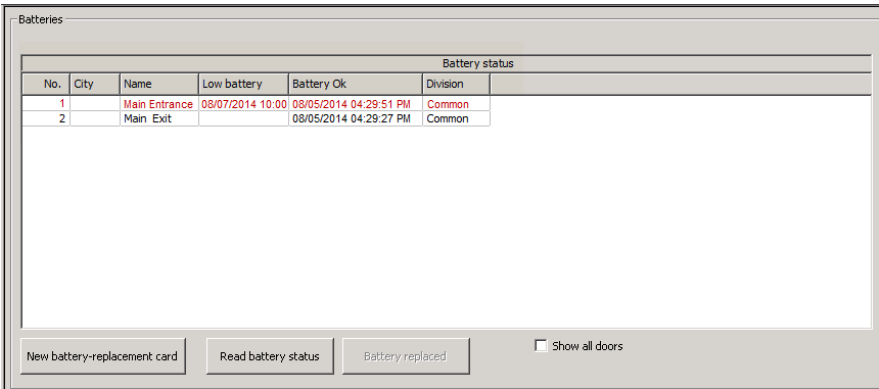 Batteries
Battery status
No. City Name Low battery Battery Ok Division
1 Main Entrance 08/07/2014 10:00 08/05/2014 04:29:51 PM Common
2 Main Exit 08/05/2014 04:29:27 PM Common
New battery-replacement card Read battery status Battery replaced Show all doors